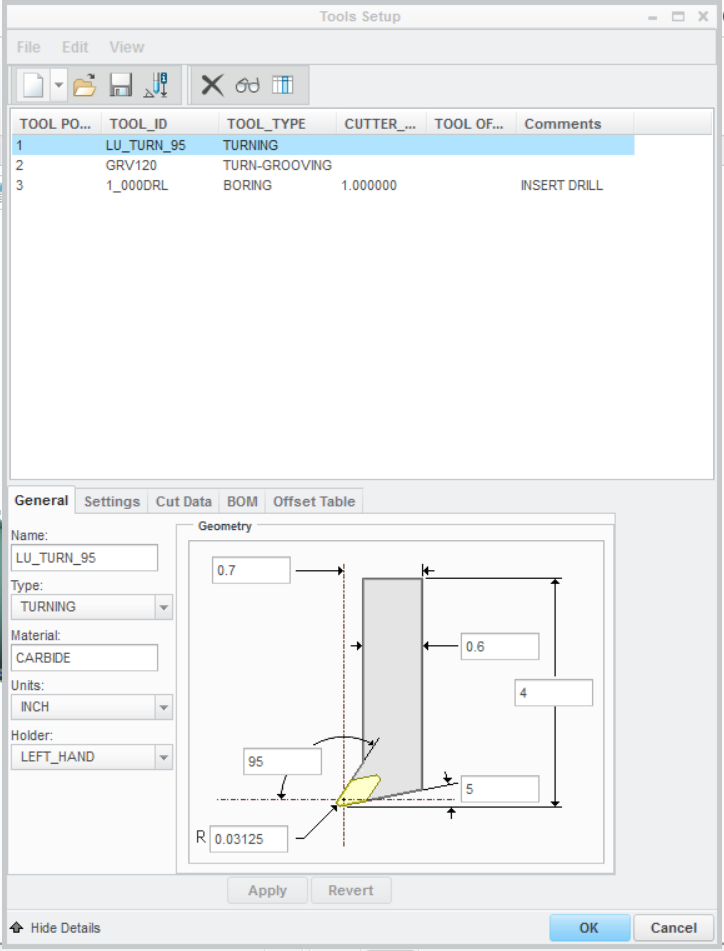 Tools Setup
File Edit View
TOOL PO... TOOL_ID TOOL_TYPE CUTTER_... TOOL OF... Comments
1 LU_TURN_95 TURNING
2 GRV120 TURN-GROOVING
3 1_000DRL BORING 1.000000 INSERT DRILL
General Settings Cut Data BOM Offset Table
Name:
LU_TURN_95
Type:
TURNING
Material:
CARBIDE
Units:
INCH
Holder:
LEFT_HAND
Geometry
0.7
0.6
4
95
5
R 0.03125
Apply Revert
Hide Details OK Cancel